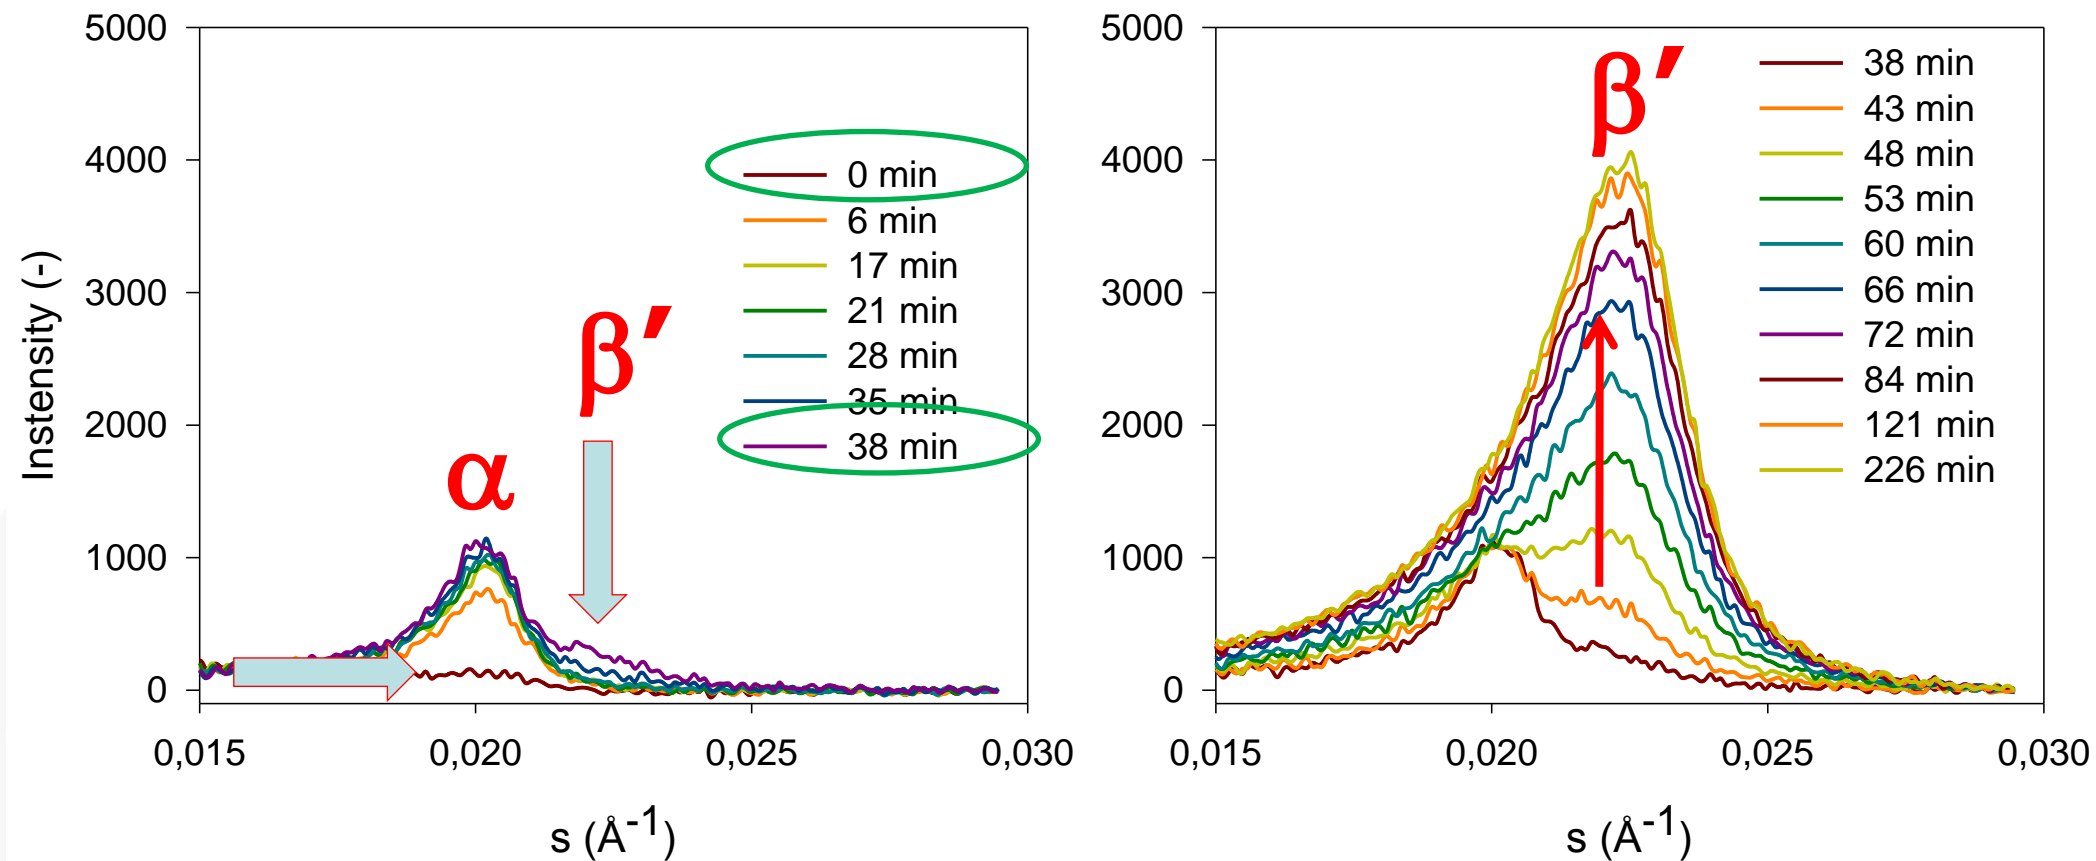 5000
4000
3000
2000
1000
0
Instensity (-)
0,015
0,020
0,025
0,030
s (Å-1)
α
β′
0 min
6 min
17 min
21 min
28 min
35 min
38 min
5000
4000
3000
2000
1000
0
0,015
0,020
0,025
0,030
s (Å-1)
β′
38 min
43 min
48 min
53 min
60 min
66 min
72 min
84 min
121 min
226 min